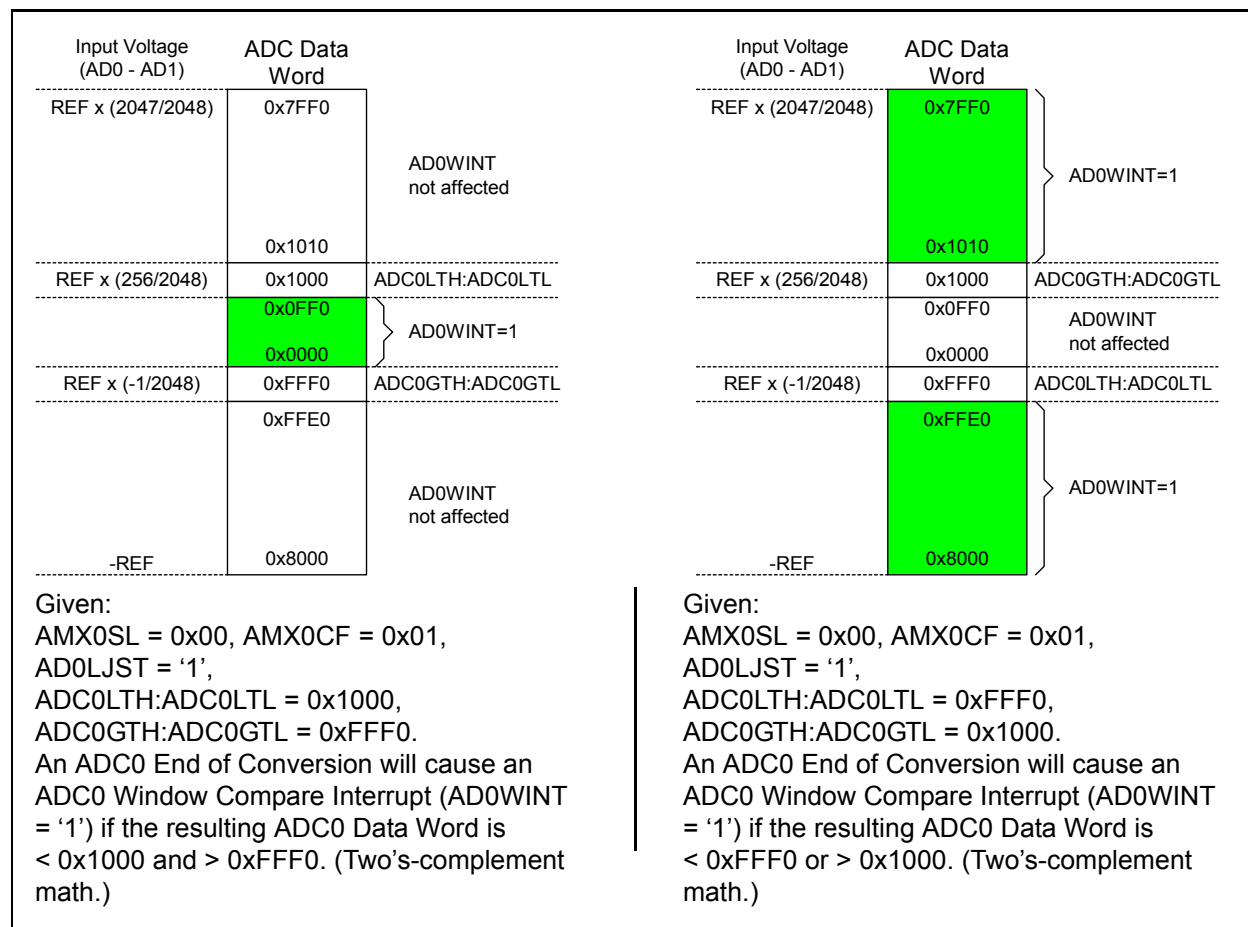 Input Voltage
(AD0 - AD1)
ADC Data
Word
REF x (2047/2048)
0x7FF0
AD0WINT
not affected
0x1010
REF x (256/2048)
0x1000
ADC0LTH:ADC0LTL
0x0FF0
AD0WINT=1
0x0000
REF x (-1/2048)
0xFFF0
ADC0GTH:ADC0GTL
0xFFE0
AD0WINT
not affected
-REF
0x8000
Given:
AMX0SL = 0x00, AMX0CF = 0x01,
AD0LJST = ‘1’,
ADC0LTH:ADC0LTL = 0x1000,
ADC0GTH:ADC0GTL = 0xFFF0.
An ADC0 End of Conversion will cause an
ADC0 Window Compare Interrupt (AD0WINT
= ‘1’) if the resulting ADC0 Data Word is
< 0x1000 and > 0xFFF0. (Two’s-complement
math.)
Input Voltage
(AD0 - AD1)
ADC Data
Word
REF x (2047/2048)
0x7FF0
AD0WINT=1
0x1010
REF x (256/2048)
0x1000
ADC0GTH:ADC0GTL
0x0FF0
AD0WINT
not affected
0x0000
REF x (-1/2048)
0xFFF0
ADC0LTH:ADC0LTL
0xFFE0
AD0WINT=1
-REF
0x8000
Given:
AMX0SL = 0x00, AMX0CF = 0x01,
AD0LJST = ‘1’,
ADC0LTH:ADC0LTL = 0xFFF0,
ADC0GTH:ADC0GTL = 0x1000.
An ADC0 End of Conversion will cause an
ADC0 Window Compare Interrupt (AD0WINT
= ‘1’) if the resulting ADC0 Data Word is
< 0xFFF0 or > 0x1000. (Two’s-complement
math.)